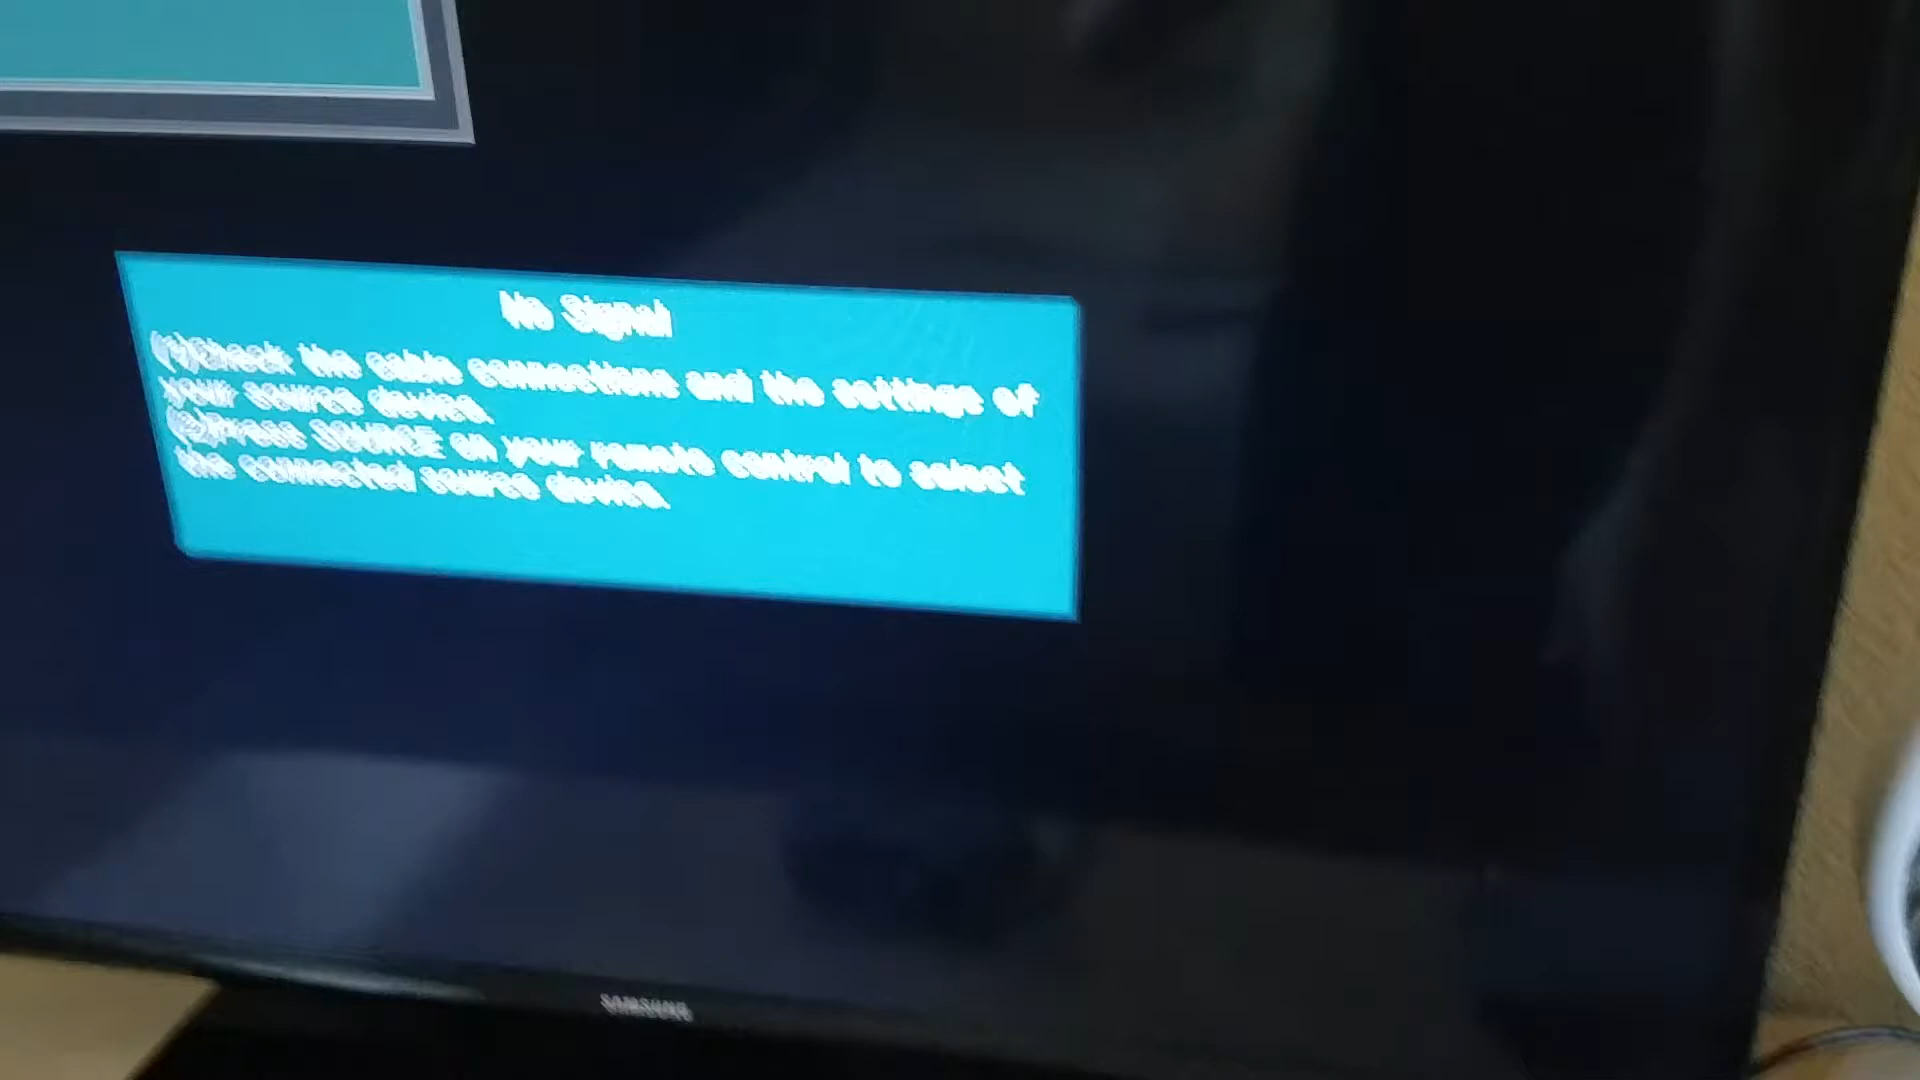 No Signal
(1)Check the cable connections and the settings of
your source device.
(2)Press SOURCE on your remote control to select
the connected source device.
SAMSUNG